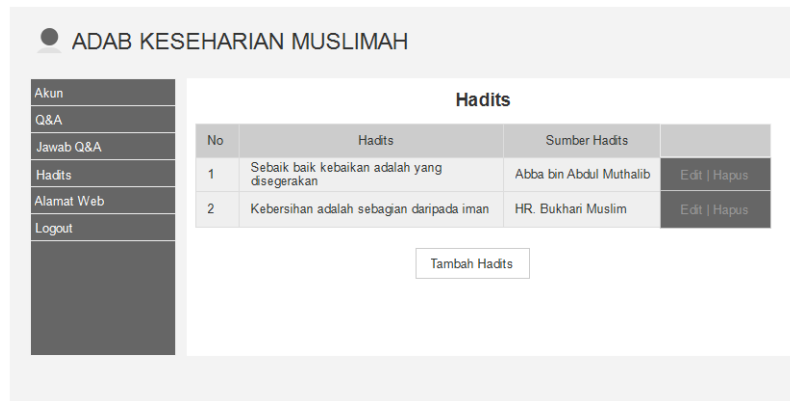 ADAB KESEHARIAN MUSLIMAH
Akun
Q&A
Jawab Q&A
Hadits
Alamat Web
Logout
Hadits
No Hadits Sumber Hadits
1 Sebaik baik kebaikan adalah yang
disegerakan Abba bin Abdul Muthalib Edit | Hapus
2 Kebersihan adalah sebagian daripada iman HR. Bukhari Muslim Edit | Hapus
Tambah Hadits